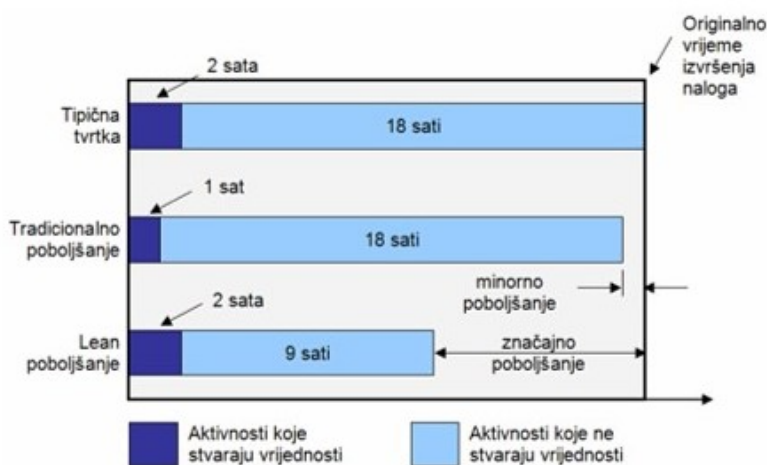 Originalno
vrijeme
izvršenja
naloga
2 sata
Tipična
tvrtka
18 sati
1 sat
Tradicionalno
poboljšanje
18 sati
minorno
poboljšanje
2 sata
Lean
poboljšanje
9 sati
značajno
poboljšanje
Aktivnosti koje
stvaraju vrijednosti
Aktivnosti koje ne
stvaraju vrijednosti